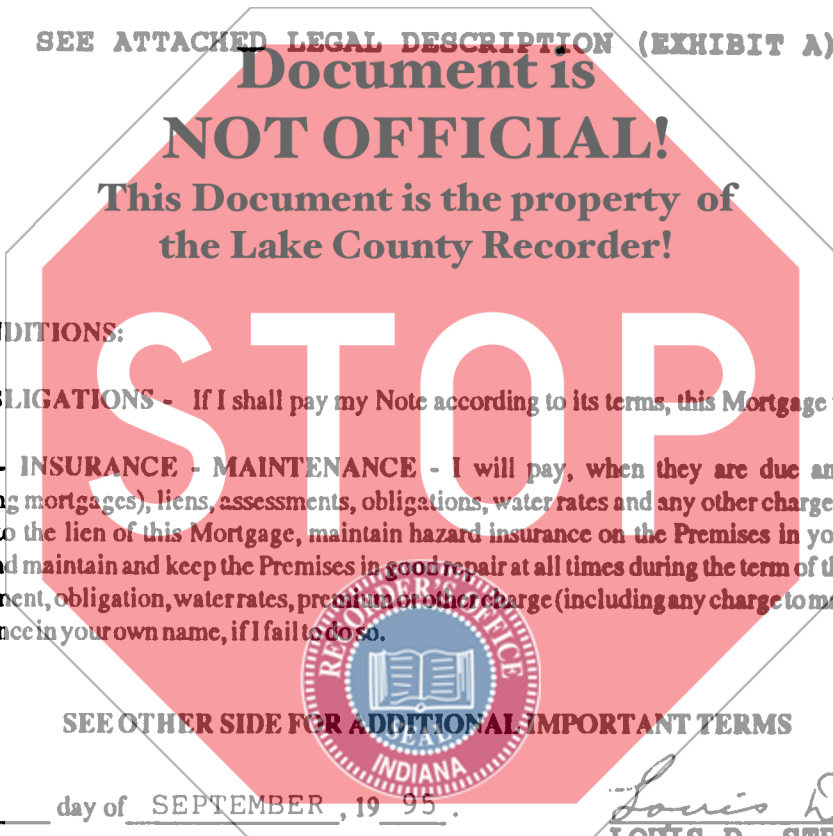 SEE ATTACHED LEGAL DESCRIPTION (EXHIBIT A)
Document is
NOT OFFICIAL!
This Document is the property of
the Lake County Recorder!
STOP
DITIONS:
LIGATIONS - If I shall pay my Note according to its terms, this Mortgage
- INSURANCE - MAINTENANCE - I will pay, when they are due an
g mortgages), liens, assessments, obligations, water rates and any other charge
o the lien of this Mortgage, maintain hazard insurance on the Premises in yo
d maintain and keep the Premises in good repair at all times during the term of th
ent, obligation, water rates, premium or other charge (including any charge to m
nce in your own name, if I fail to do so.
RECORDER'S OFFICE
SEAL
INDIANA
SEE OTHER SIDE FOR ADDITIONAL IMPORTANT TERMS
day of SEPTEMBER, 19 95.
Louis D
LOUIS D. STE